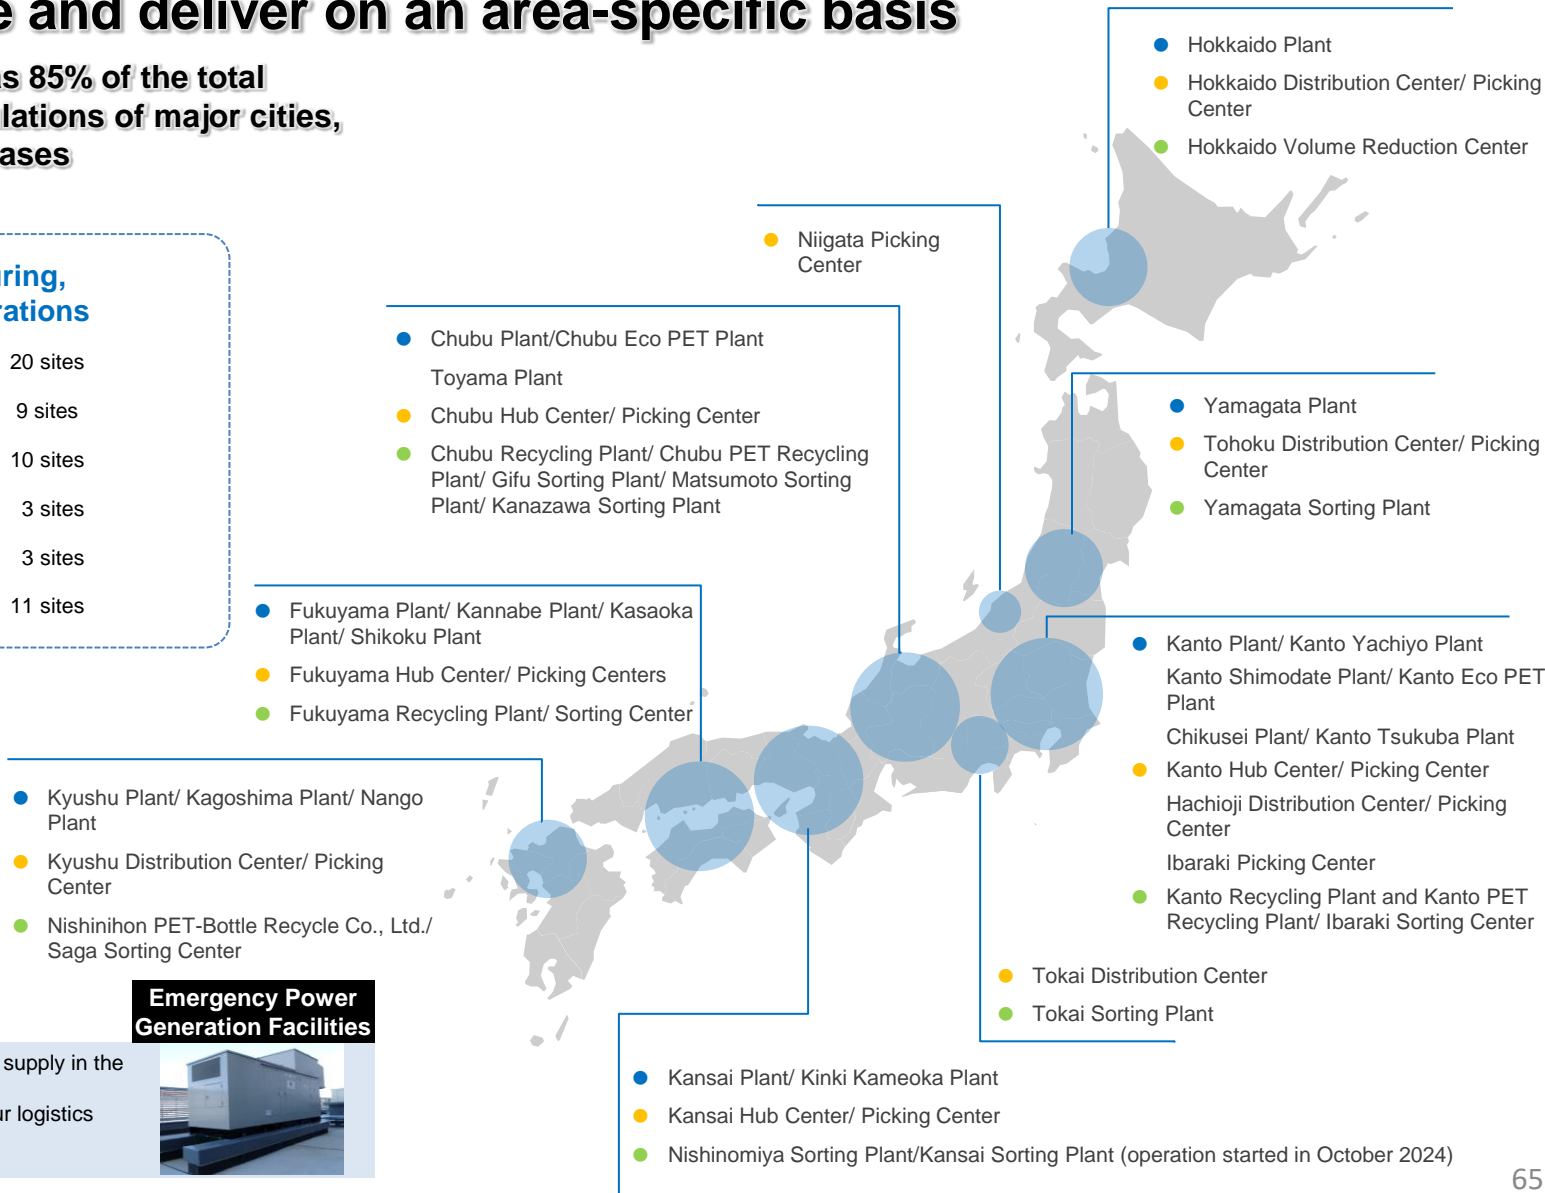 e and deliver on an area-specific basis
as 85% of the total
lations of major cities,
ases
Hokkaido Plant
Hokkaido Distribution Center/ Picking
Center
Hokkaido Volume Reduction Center
Niigata Picking
Center
ring,
rations
20 sites
9 sites
10 sites
3 sites
3 sites
11 sites
Chubu Plant/Chubu Eco PET Plant
Toyama Plant
Chubu Hub Center/ Picking Center
Chubu Recycling Plant/ Chubu PET Recycling
Plant/ Gifu Sorting Plant/ Matsumoto Sorting
Plant/ Kanazawa Sorting Plant
Yamagata Plant
Tohoku Distribution Center/ Picking
Center
Yamagata Sorting Plant
Fukuyama Plant/ Kannabe Plant/ Kasaoka
Plant/ Shikoku Plant
Fukuyama Hub Center/ Picking Centers
Fukuyama Recycling Plant/ Sorting Center
Kanto Plant/ Kanto Yachiyo Plant
Kanto Shimodate Plant/ Kanto Eco PET
Plant
Chikusei Plant/ Kanto Tsukuba Plant
Kanto Hub Center/ Picking Center
Hachioji Distribution Center/ Picking
Center
Ibaraki Picking Center
Kanto Recycling Plant and Kanto PET
Recycling Plant/ Ibaraki Sorting Center
Kyushu Plant/ Kagoshima Plant/ Nango
Plant
Kyushu Distribution Center/ Picking
Center
Nishinihon PET-Bottle Recycle Co., Ltd./
Saga Sorting Center
Tokai Distribution Center
Tokai Sorting Plant
Emergency Power
Generation Facilities
supply in the
ur logistics
Kansai Plant/ Kinki Kameoka Plant
Kansai Hub Center/ Picking Center
Nishinomiya Sorting Plant/Kansai Sorting Plant (operation started in October 2024)
65